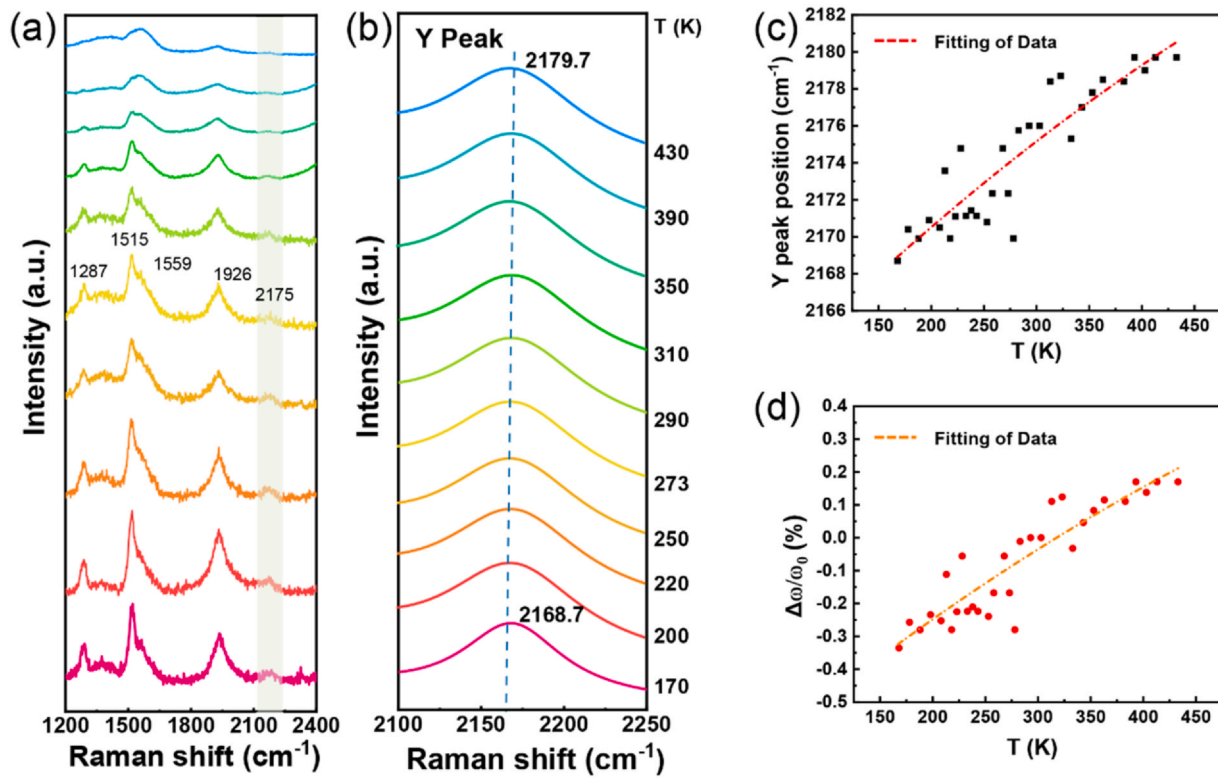 (a)
1515
1287
1559
1926
2175
Intensity (a.u.)
1200 1500 1800 2100 2400
Raman shift (cm-1)
(b)
Y Peak
T (K)
2179.7
430
390
350
310
290
273
250
220
200
2168.7
170
Intensity (a.u.)
2100 2150 2200 2250
Raman shift (cm-1)
(c)
Fitting of Data
2182
2180
2178
2176
2174
2172
2170
2168
2166
Y peak position (cm-1)
150 200 250 300 350 400 450
T (K)
(d)
Fitting of Data
0.4
0.3
0.2
0.1
0.0
-0.1
-0.2
-0.3
-0.4
-0.5
Δω/ω0 (%)
150 200 250 300 350 400 450
T (K)